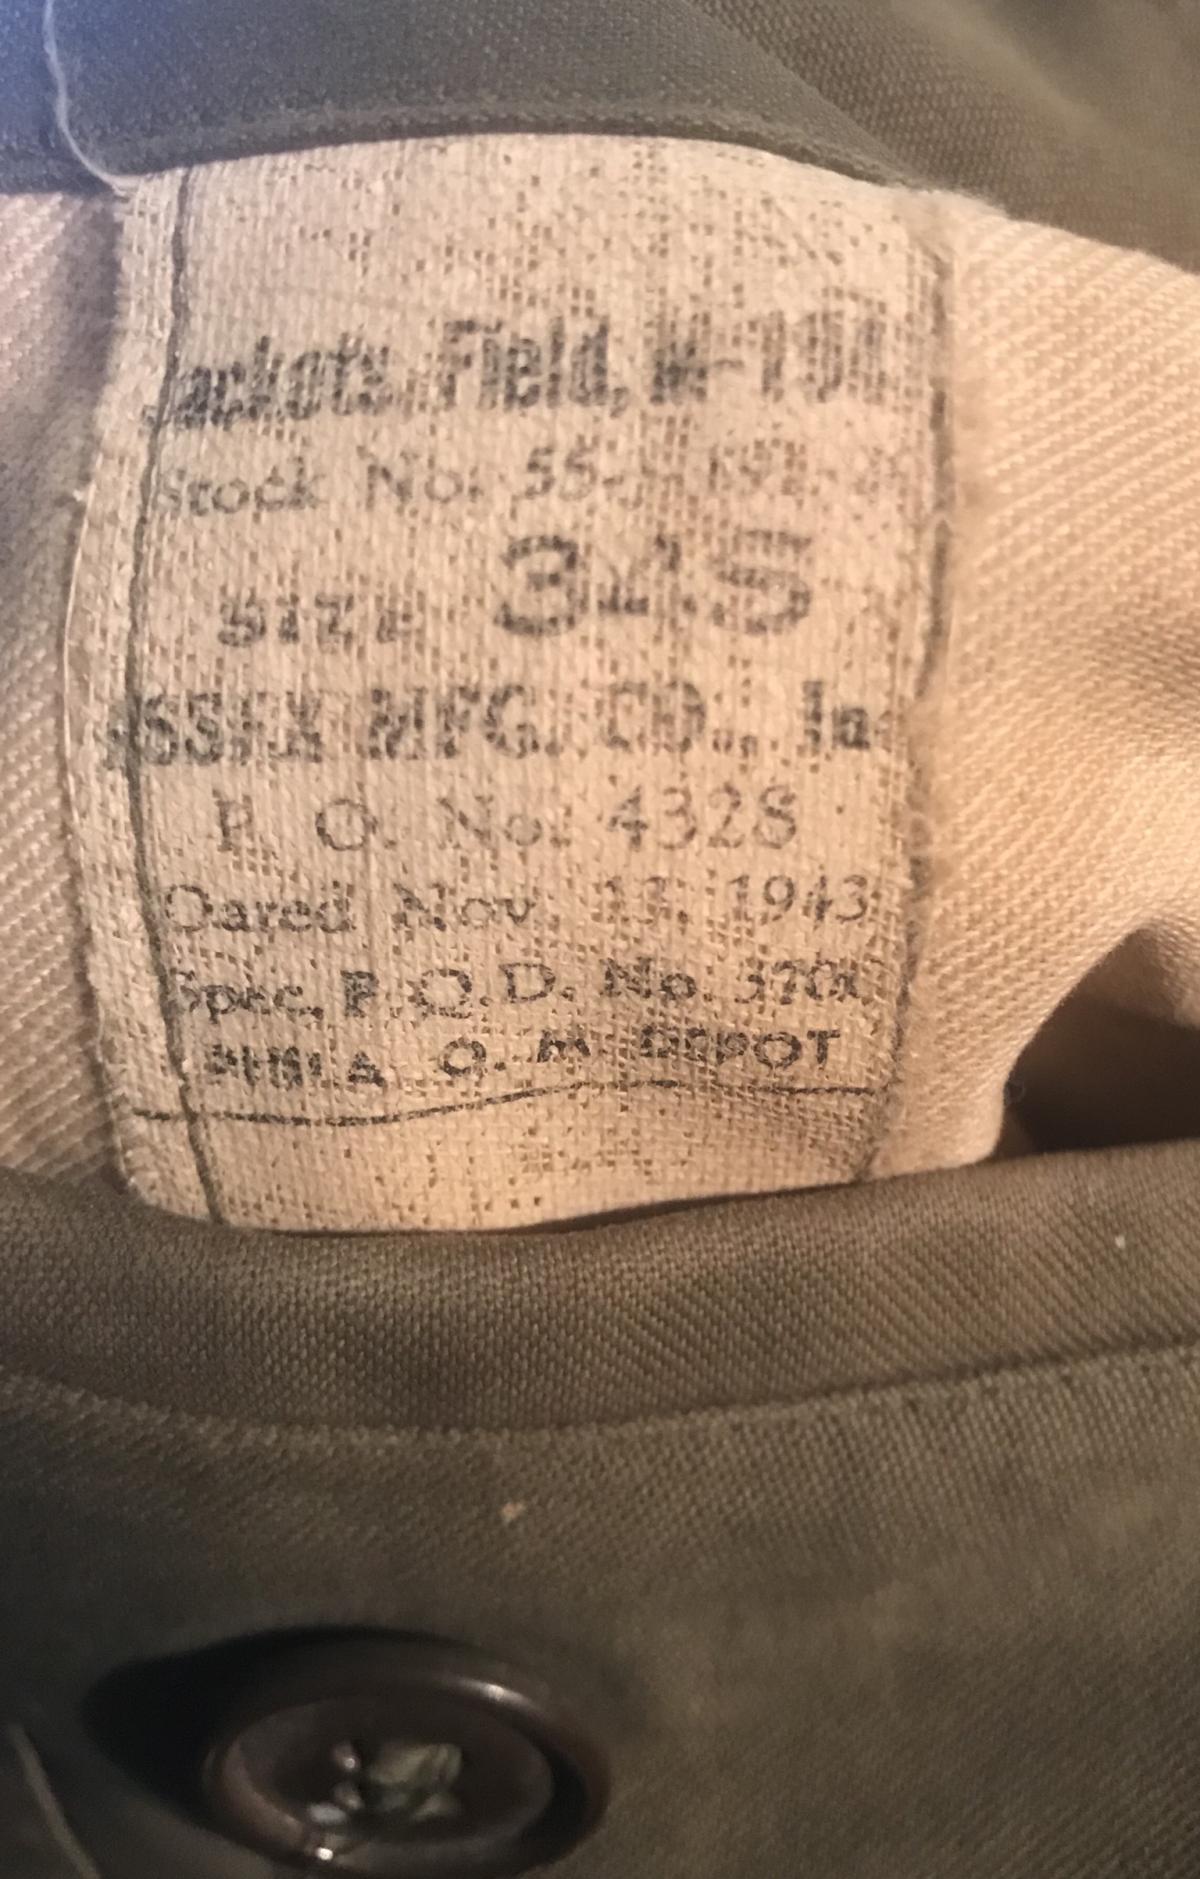 Jackets, Field, M-194
Stock No. 55-
SIZE 34S
ESSEX MFG. CO., Inc
P. O. No. 4328
Dated Nov. 13, 1943
Spec. P.Q.D. No. 370
PHILA Q. M DEPOT